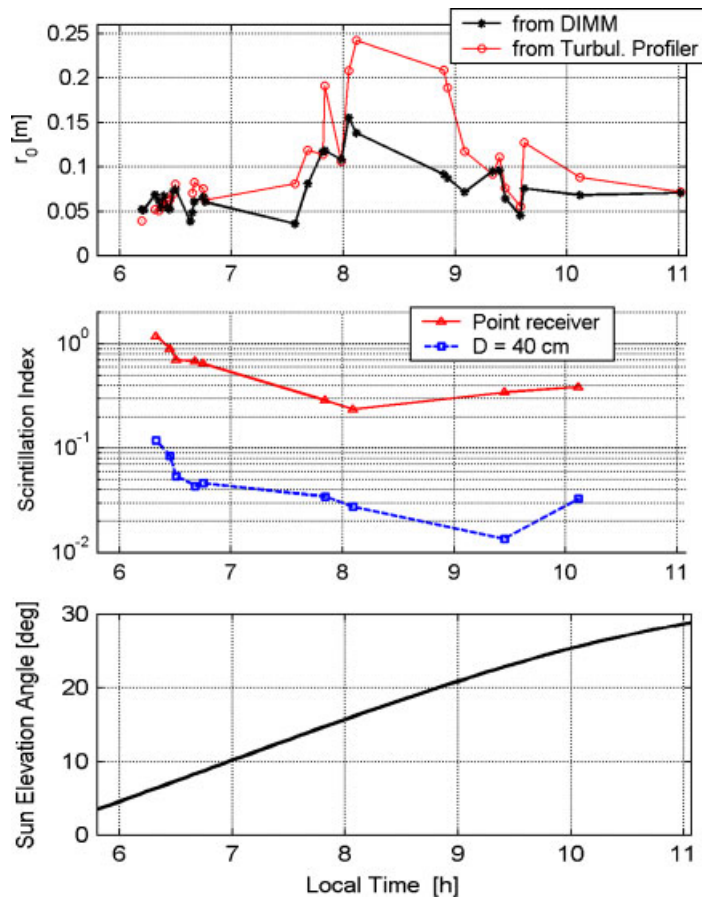 from DIMM
from Turbul. Profiler
r0 [m]
0.25
0.2
0.15
0.1
0.05
0
6 7 8 9 10 11
Point receiver
D = 40 cm
Scintillation Index
10^0
10^-1
10^-2
6 7 8 9 10 11
Sun Elevation Angle [deg]
30
20
10
0
6 7 8 9 10 11
Local Time [h]